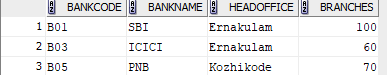 BANKCODE BANKNAME HEADOFFICE BRANCHES
1 B01 SBI Ernakulam 100
2 B03 ICICI Ernakulam 60
3 B05 PNB Kozhikode 70